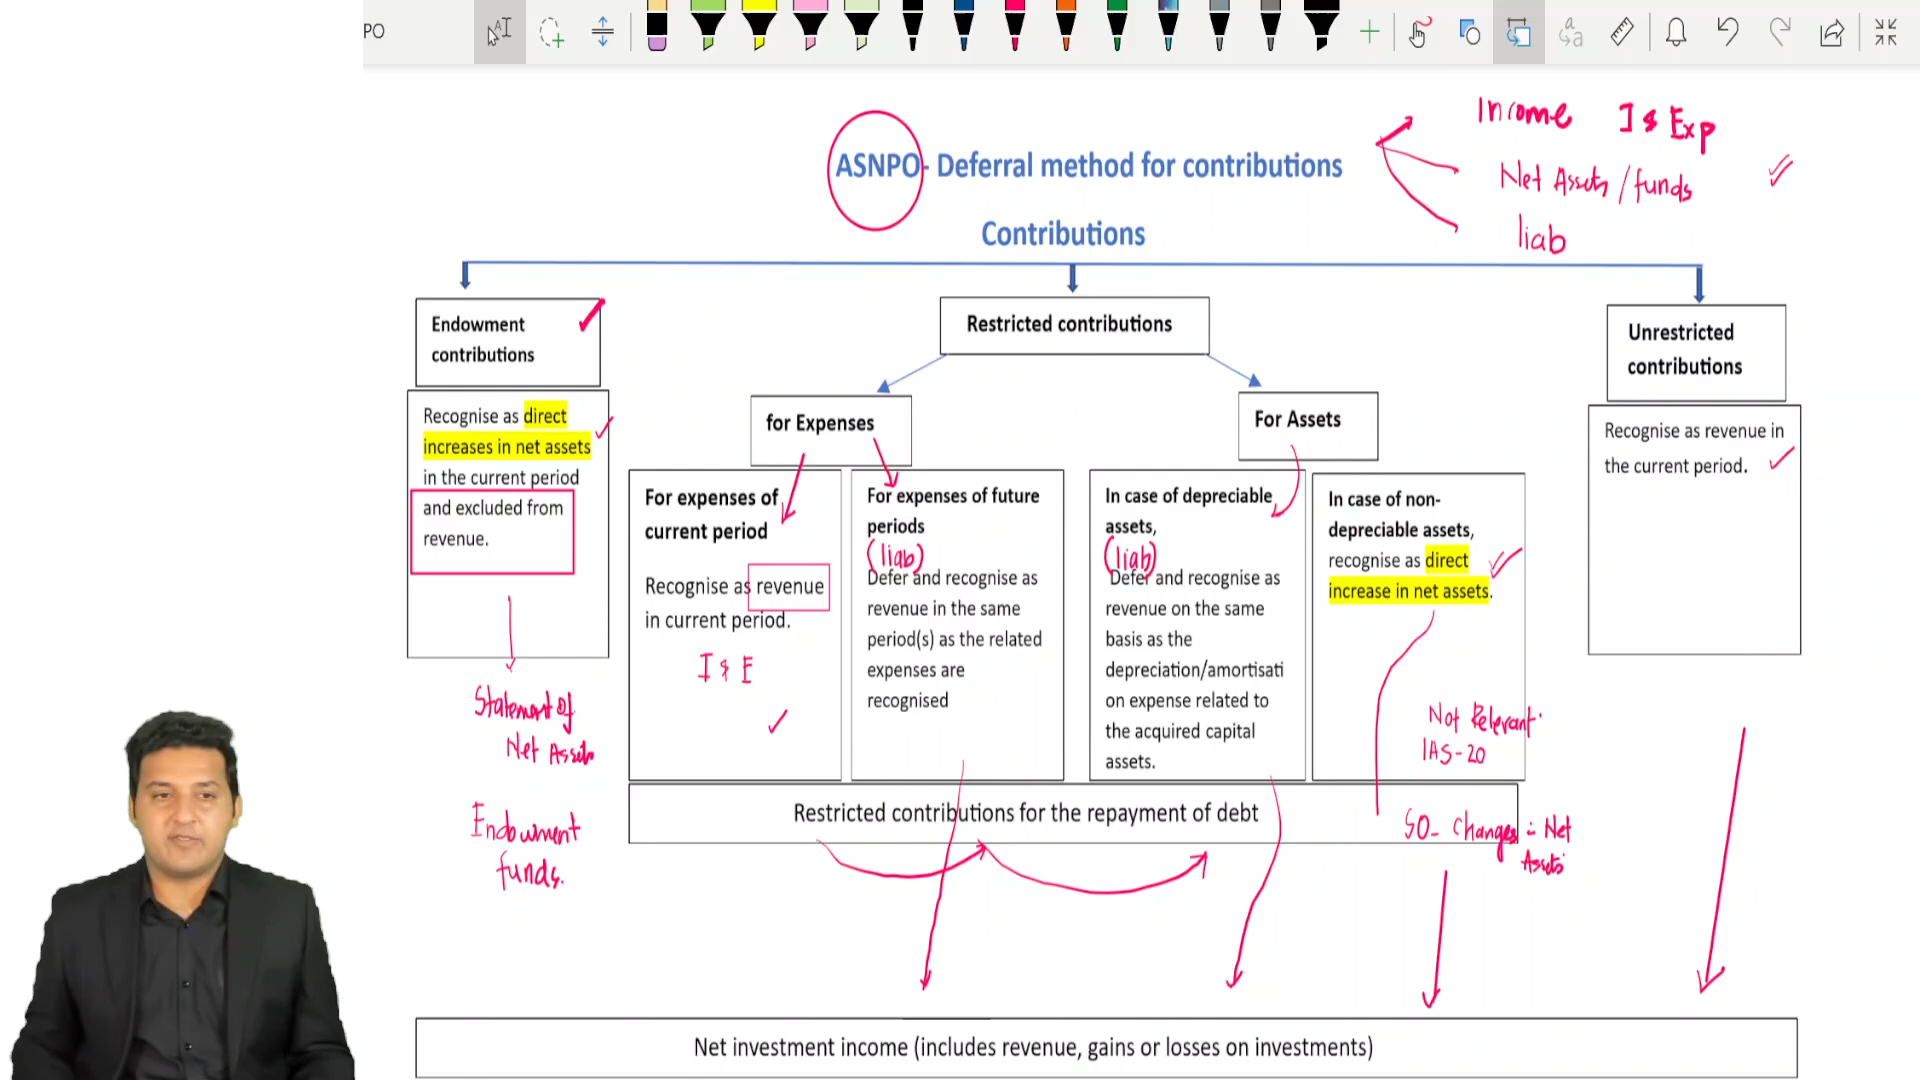 PO
Income I & Exp
ASNPO- Deferral method for contributions
Net Assets / funds
Contributions
liab
Endowment
contributions
Restricted contributions
Unrestricted
contributions
Recognise as direct
increases in net assets
in the current period
and excluded from
revenue.
for Expenses
For Assets
Recognise as revenue in
the current period.
For expenses of
current period
Recognise as revenue
in current period.
I & E
For expenses of future
periods
(liab)
Defer and recognise as
revenue in the same
period(s) as the related
expenses are
recognised
In case of depreciable
assets,
(liab)
Defer and recognise as
revenue on the same
basis as the
depreciation/amortisati
on expense related to
the acquired capital
assets.
In case of non-
depreciable assets,
recognise as direct
increase in net assets.
Not Relevant
IAS-20
Statement of
Net Assets
Endowment
funds.
Restricted contributions for the repayment of debt
SO- Changes in Net
Assets
Net investment income (includes revenue, gains or losses on investments)